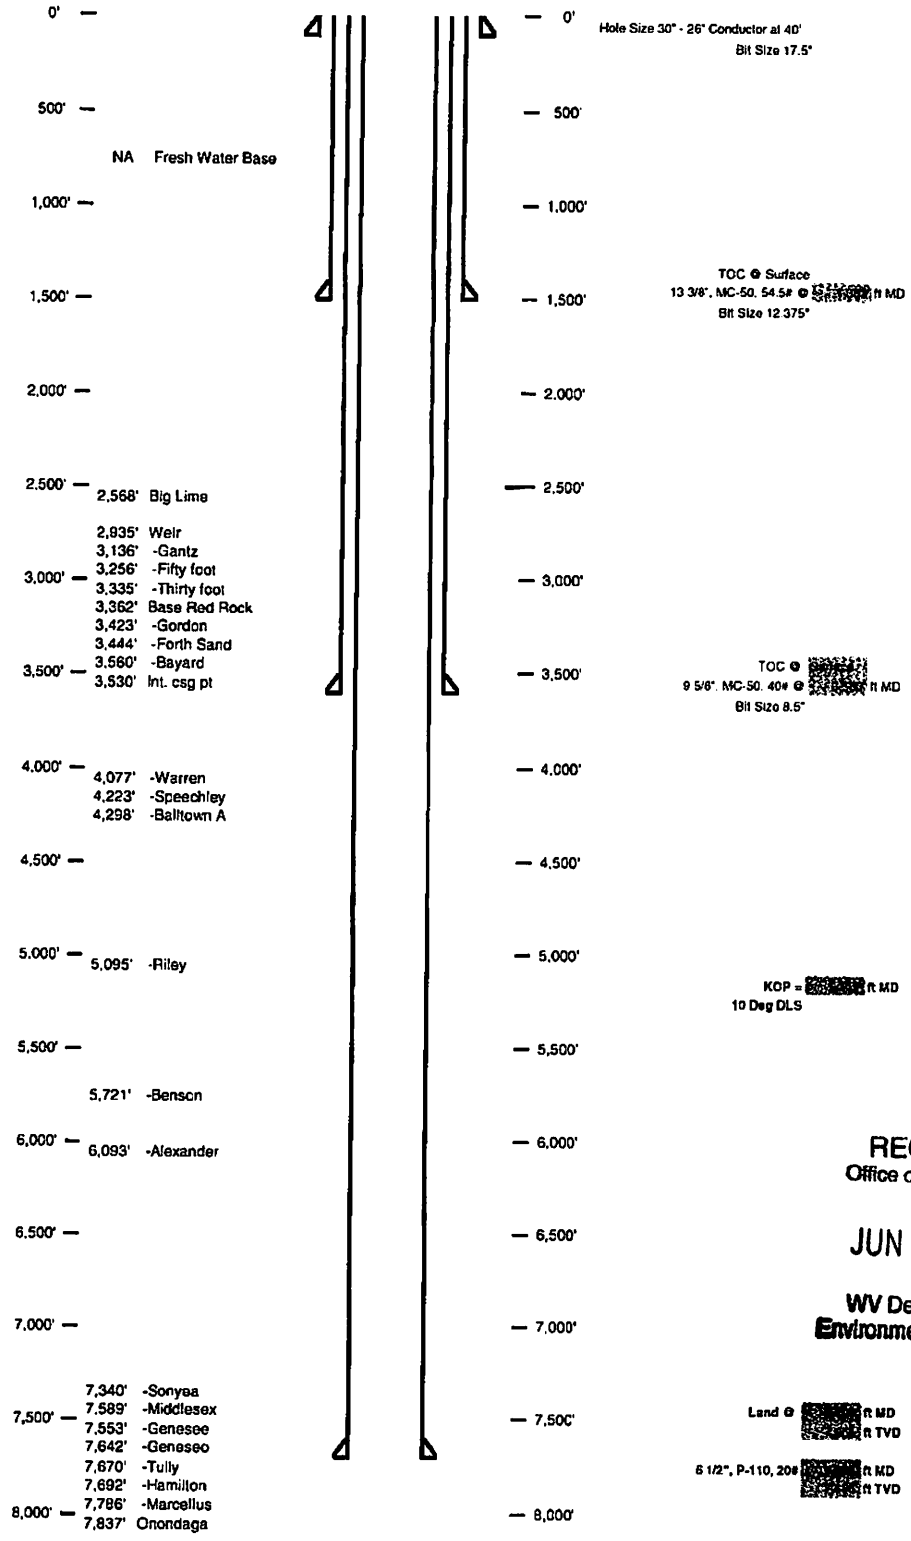 0'
0'
Hole Size 30" - 26" Conductor at 40'
Bit Size 17.5"
500'
500'
NA Fresh Water Base
1,000'
1,000'
TOC @ Surface
13 3/8", MC-50, 54.5# @ ft MD
Bit Size 12.375"
1,500'
1,500'
2,000'
2,000'
2,500'
2,500'
2,568' Big Lime
2,935' Weir
3,136' -Gantz
3,256' -Fifty foot
3,000'
3,000'
3,335' -Thirty foot
3,362' Base Red Rock
3,423' -Gordon
3,444' -Forth Sand
3,560' -Bayard
3,500'
3,500'
3,530' Int. csg pt
TOC @
9 5/8", MC-50, 40# @ ft MD
Bit Size 8.5"
4,000'
4,000'
4,077' -Warren
4,223' -Speechley
4,298' -Balltown A
4,500'
4,500'
5,000'
5,000'
5,095' -Riley
KOP = ft MD
10 Deg DLS
5,500'
5,500'
5,721' -Benson
6,000'
6,000'
6,093' -Alexander
Office o
6,500'
6,500'
JUN
WV De
Environme
7,000'
7,000'
7,340' -Sonyea
7,589' -Middlesex
7,500'
7,500'
7,553' -Genesee
7,642' -Geneseo
7,670' -Tully
7,692' -Hamilton
7,786' -Marcellus
7,837' Onondaga
Land @ ft MD
ft TVD
6 1/2", P-110, 20# ft MD
ft TVD
8,000'
8,000'